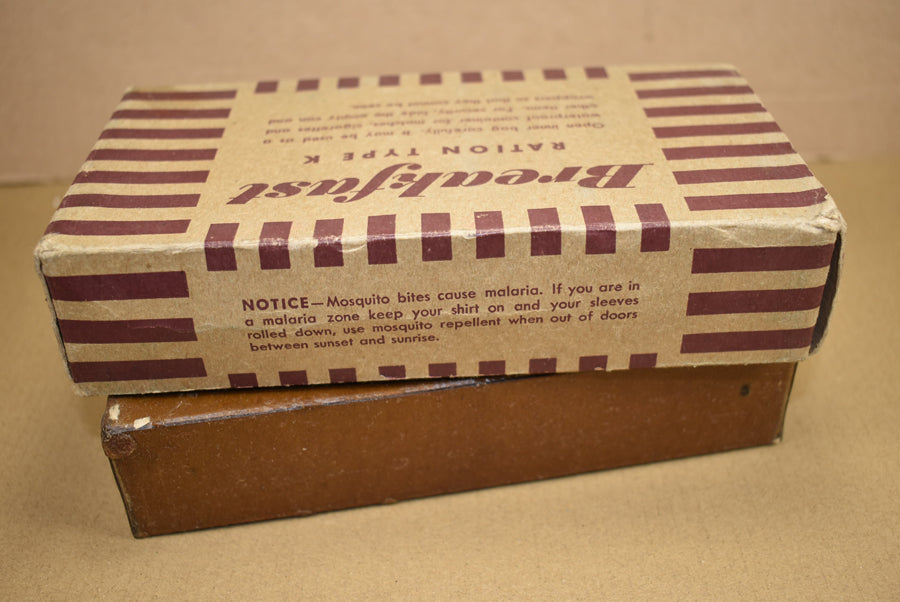 Breakfast
RATION TYPE K
Open inner bag carefully. It may be used as a
waterproof container for matches, cigarettes and
other items. For security, hide the empty can and
wrappers so that they cannot be seen.
NOTICE—Mosquito bites cause malaria. If you are in
a malaria zone keep your shirt on and your sleeves
rolled down, use mosquito repellent when out of doors
between sunset and sunrise.